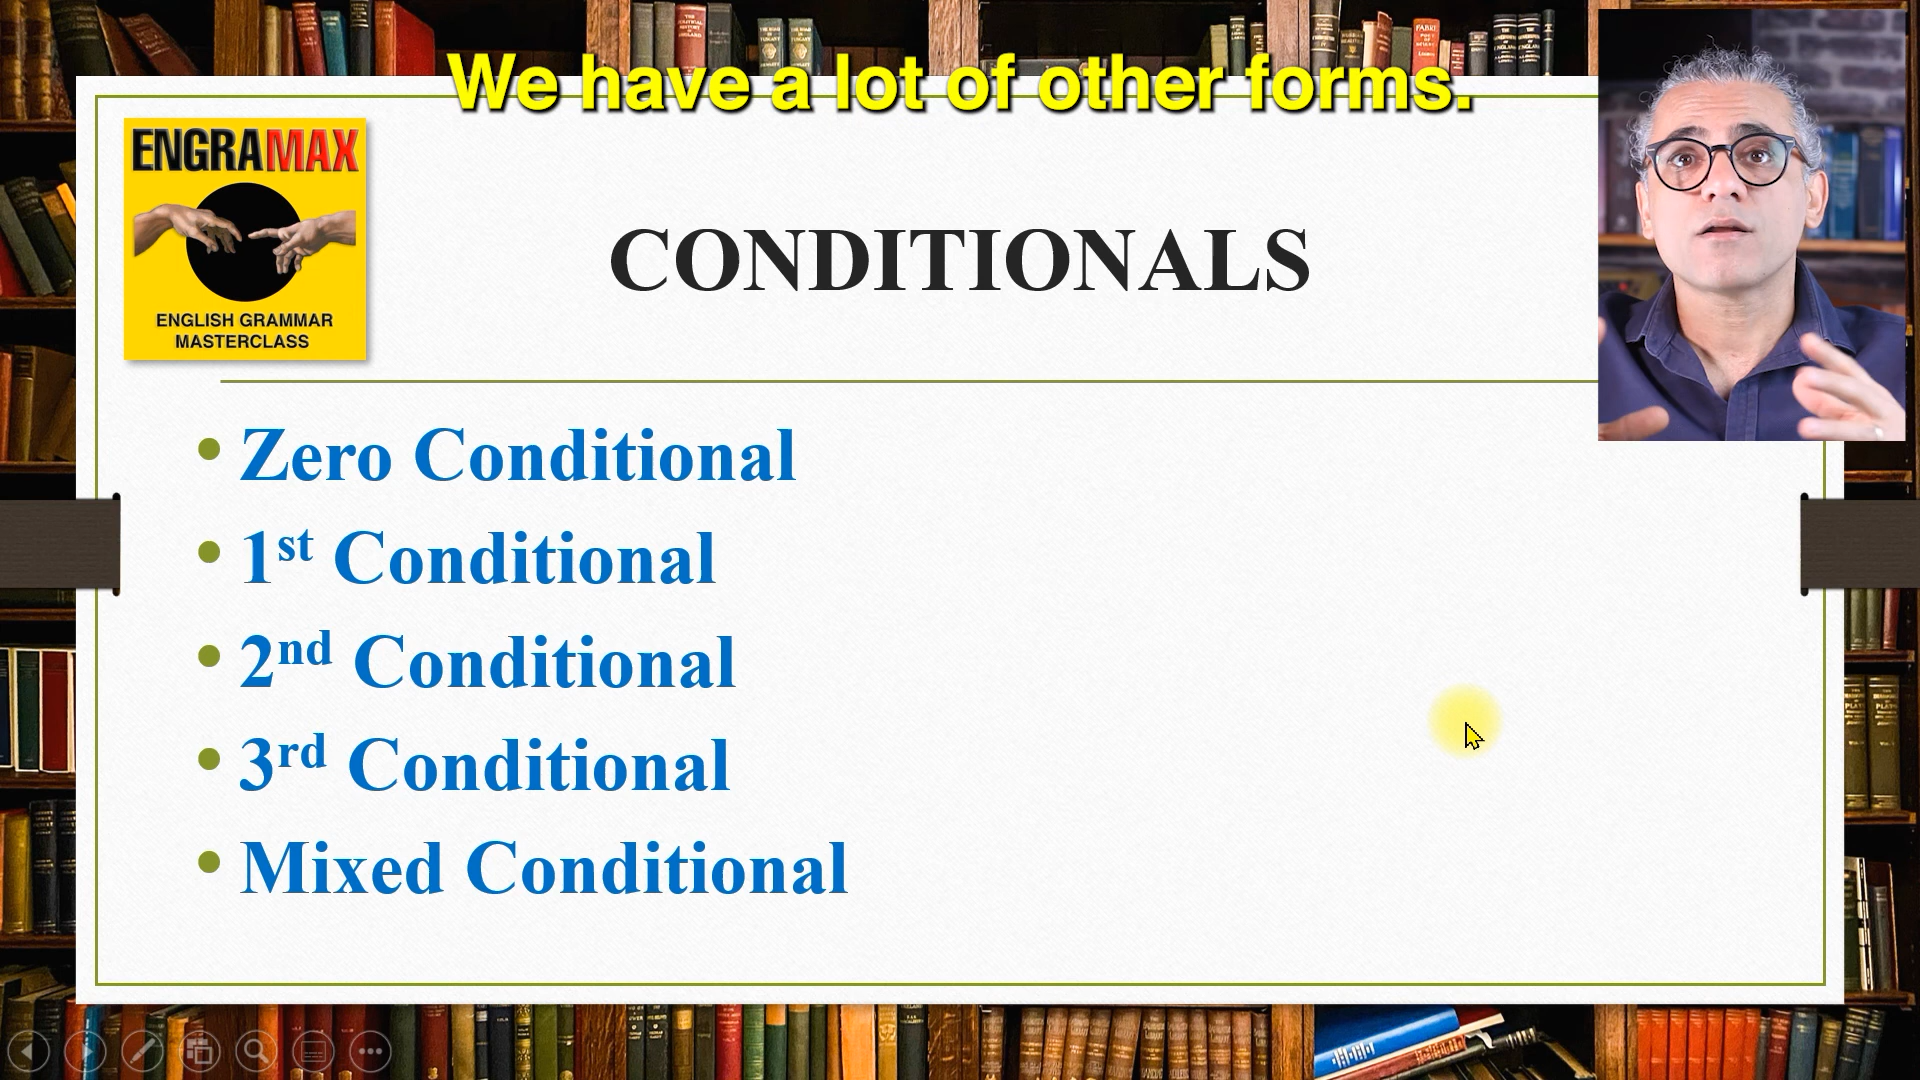 We have a lot of other forms.
ENGRAMAX
ENGLISH GRAMMAR
MASTERCLASS
CONDITIONALS
• Zero Conditional
• 1st Conditional
• 2nd Conditional
• 3rd Conditional
• Mixed Conditional